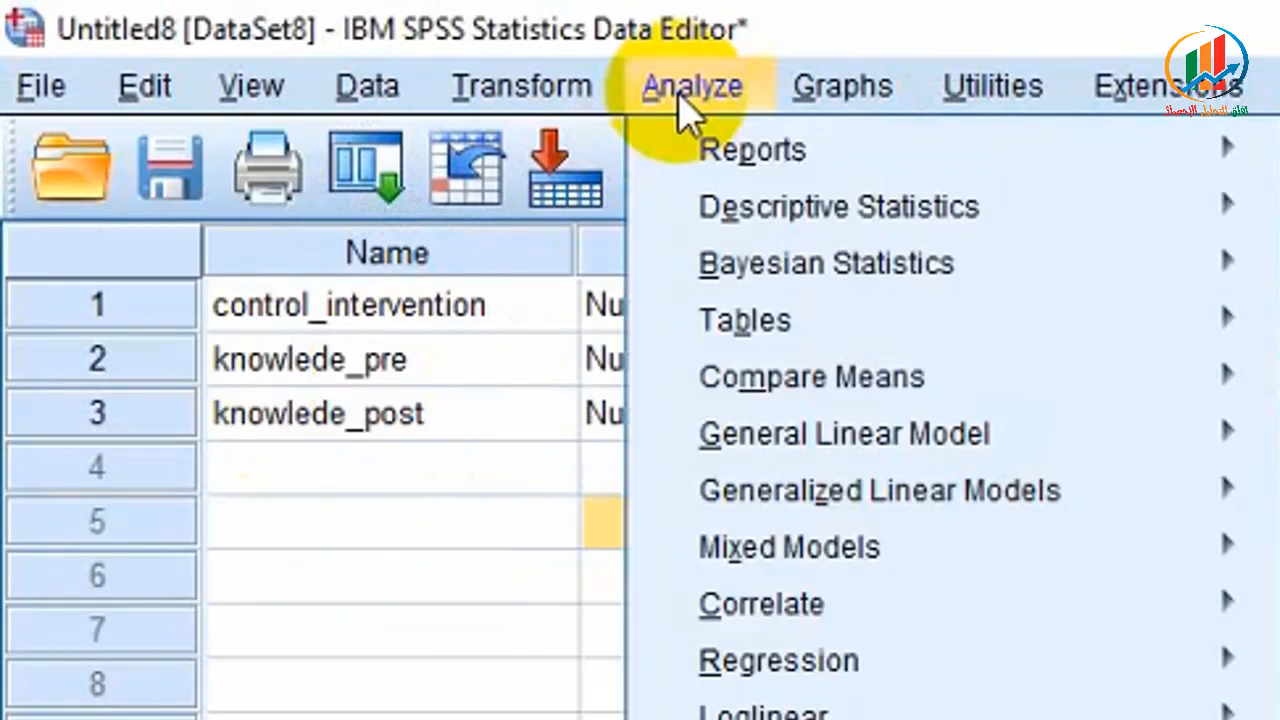 Untitled8 [DataSet8] - IBM SPSS Statistics Data Editor*
File Edit View Data Transform Analyze Graphs Utilities Extensions
Reports
Descriptive Statistics
Bayesian Statistics
Tables
Compare Means
General Linear Model
Generalized Linear Models
Mixed Models
Correlate
Regression
Loglinear
Name
1 control_intervention Nu
2 knowlede_pre Nu
3 knowlede_post Nu
4
5
6
7
8